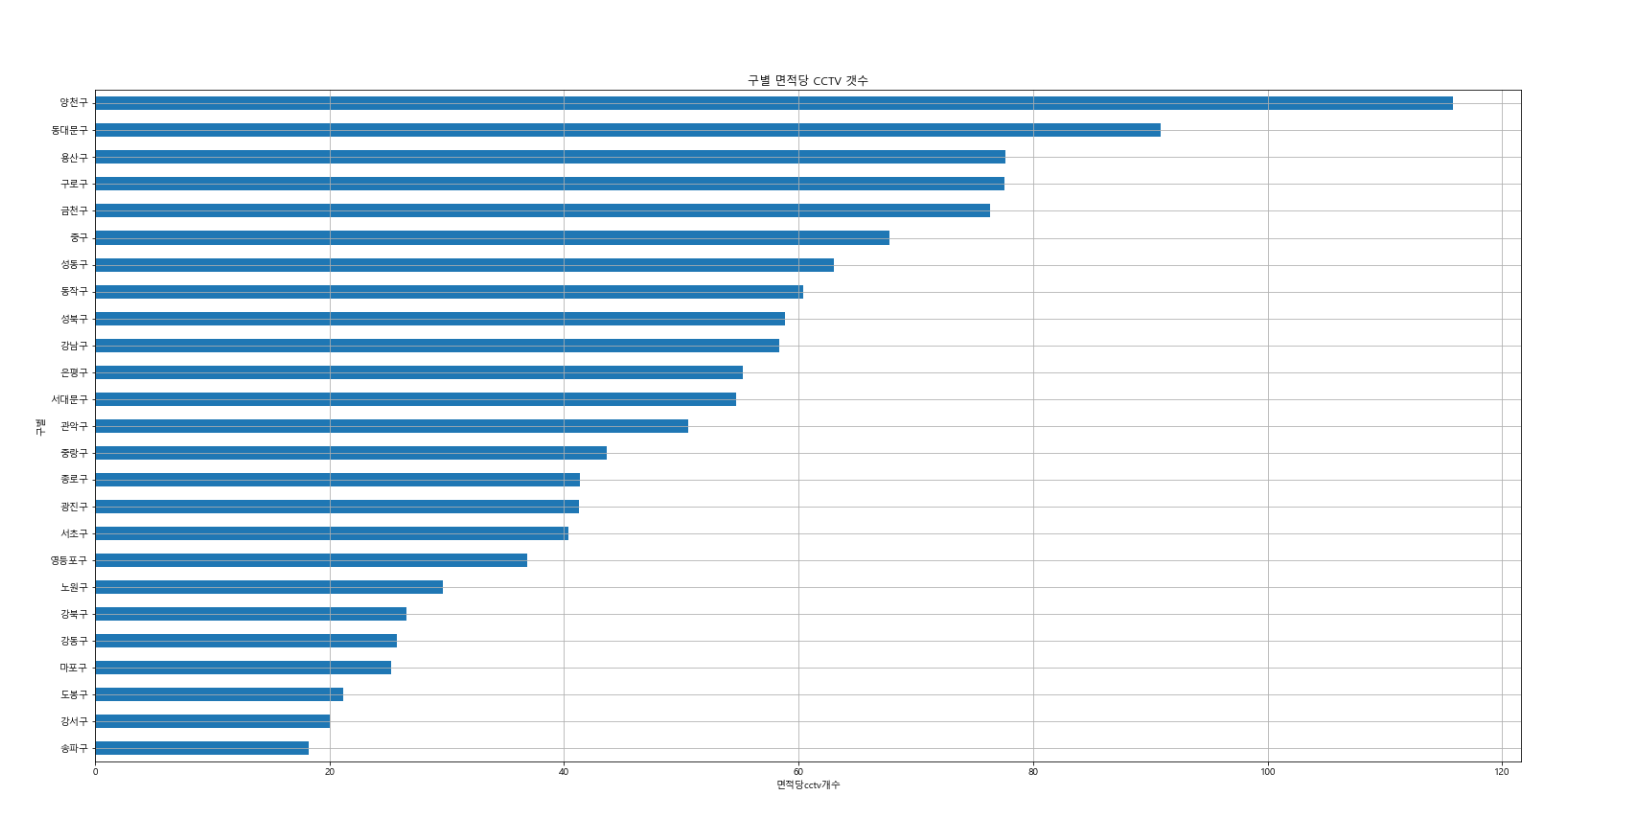 구별 면적당 CCTV 갯수
양천구
동대문구
용산구
구로구
금천구
중구
성동구
동작구
성북구
강남구
은평구
서대문구
관악구
중랑구
종로구
광진구
서초구
영등포구
노원구
강북구
강동구
마포구
도봉구
강서구
송파구
구별
0 20 40 60 80 100 120
면적당cctv개수